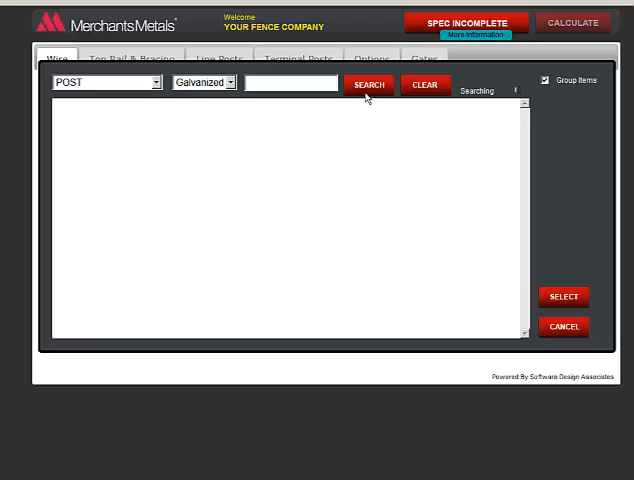 MerchantsMetals
Welcome
YOUR FENCE COMPANY
SPEC INCOMPLETE
More Information
CALCULATE
Wire
Top Rail & Bracing
Line Posts
Terminal Posts
Options
Gates
POST
Galvanized
SEARCH
CLEAR
Searching
Group Items
SELECT
CANCEL
Powered By Software Design Associates